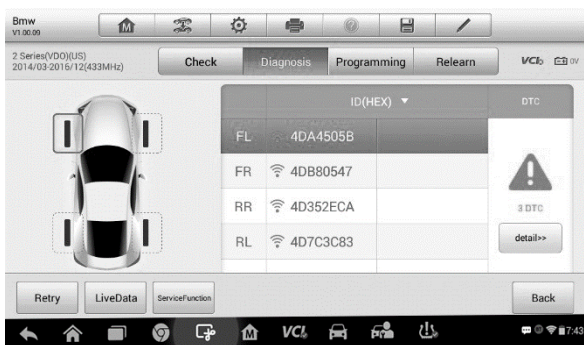 Bmw
V1.00.09
2 Series(VDO)(US)
2014/03-2016/12(433MHz)
Check
Diagnosis
Programming
Relearn
VCI
0V
ID(HEX) ▼
DTC
FL 4DA4505B
FR 4DB80547
RR 4D352ECA
RL 4D7C3C83
3 DTC
detail>>
Retry
LiveData
ServiceFunction
Back
M
VCI
7:43